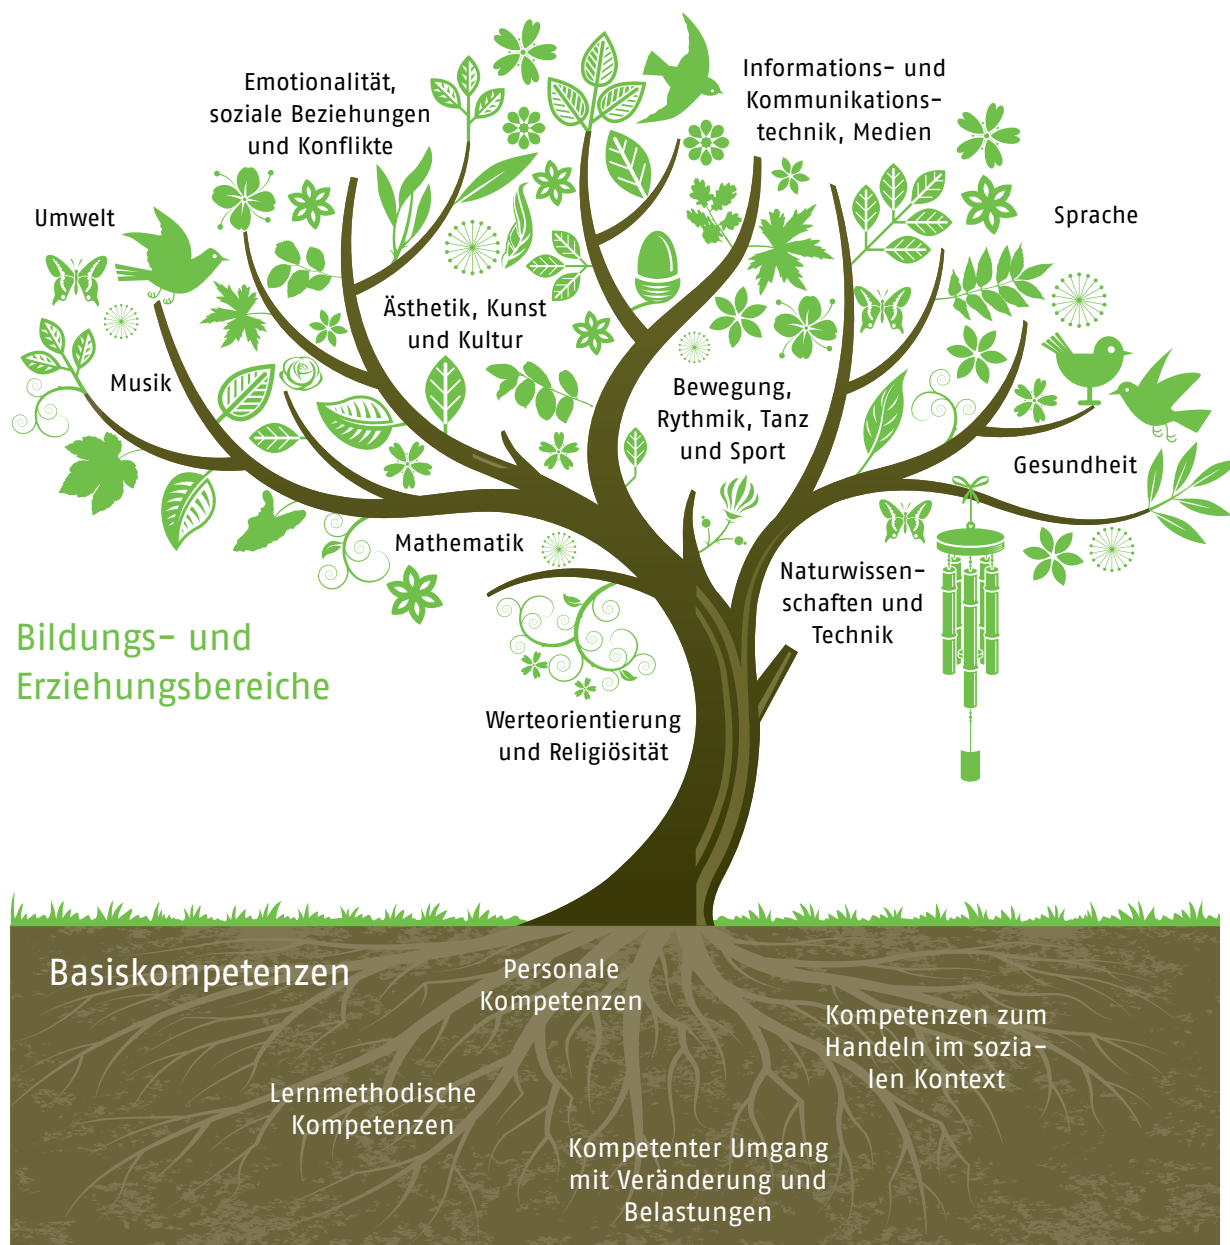 Emotionalität,
soziale Beziehungen
und Konflikte
Informations- und
Kommunikations-
technik, Medien
Umwelt
Sprache
Ästhetik, Kunst
und Kultur
Musik
Bewegung,
Rythmik, Tanz
und Sport
Gesundheit
Mathematik
Naturwissen-
schaften und
Technik
Bildungs- und
Erziehungsbereiche
Werteorientierung
und Religiösität
Basiskompetenzen
Personale
Kompetenzen
Kompetenzen zum
Handeln im sozia-
len Kontext
Lernmethodische
Kompetenzen
Kompetenter Umgang
mit Veränderung und
Belastungen